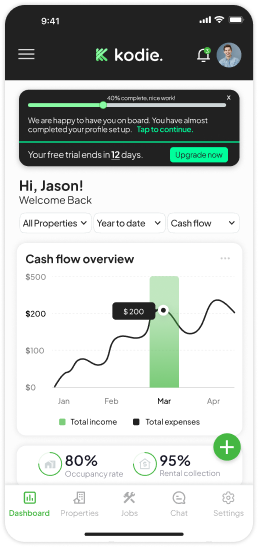 9:41
kodie.
40% complete, nice work!
X
We are happy to have you on board. You have almost
completed your profile set up. Tap to continue.
Your free trial ends in 12 days.
Upgrade now
Hi, Jason!
Welcome Back
All Properties
Year to date
Cash flow
Cash flow overview
$500
$200
$100
$0
$ 200
Jan
Feb
Mar
Apr
Total income
Total expenses
80%
Occupancy rate
95%
Rental collection
Dashboard
Properties
Jobs
Chat
Settings